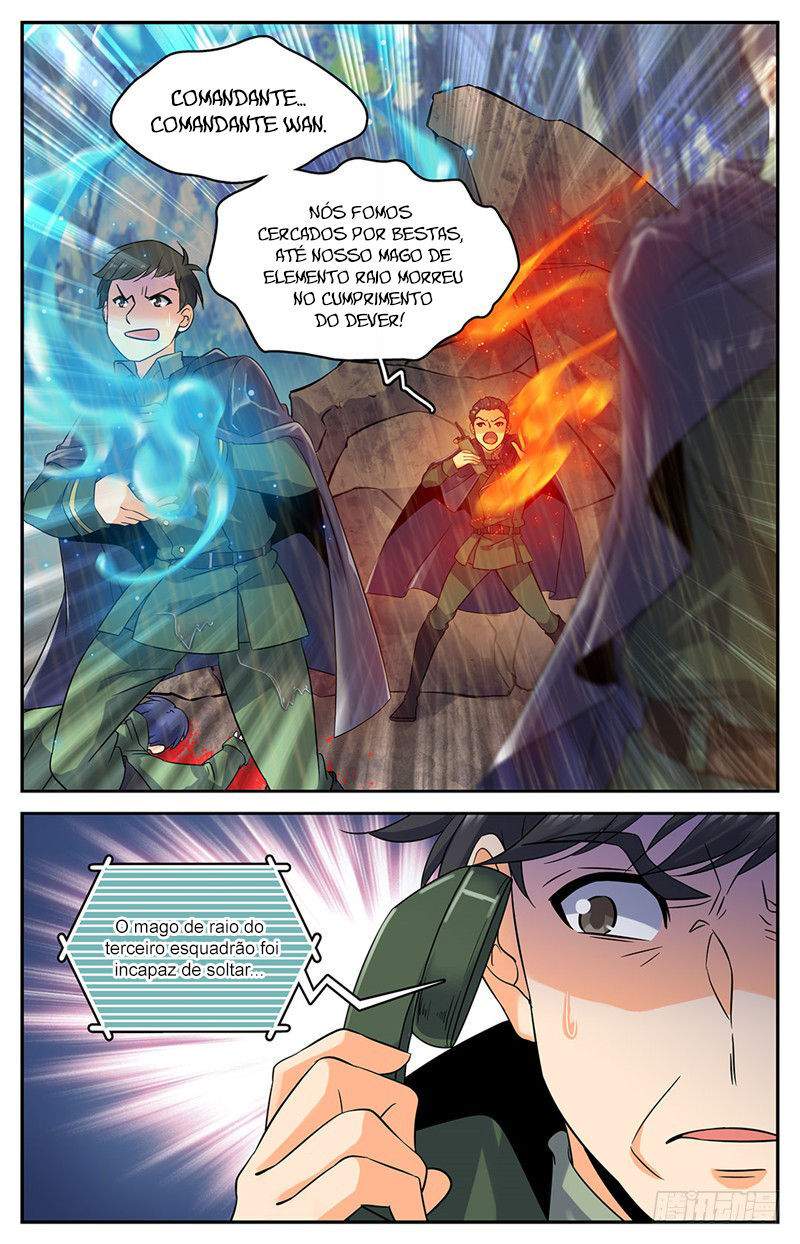 COMANDANTE...
COMANDANTE WAN.
NÓS FOMOS
CERCADOS POR BESTAS,
ATÉ NOSSO MAGO DE
ELEMENTO RAIO MORREU
NO CUMPRIMENTO
DO DEVER!
O mago de raio do
terceiro esquadrão foi
incapaz de soltar...
腾讯动漫